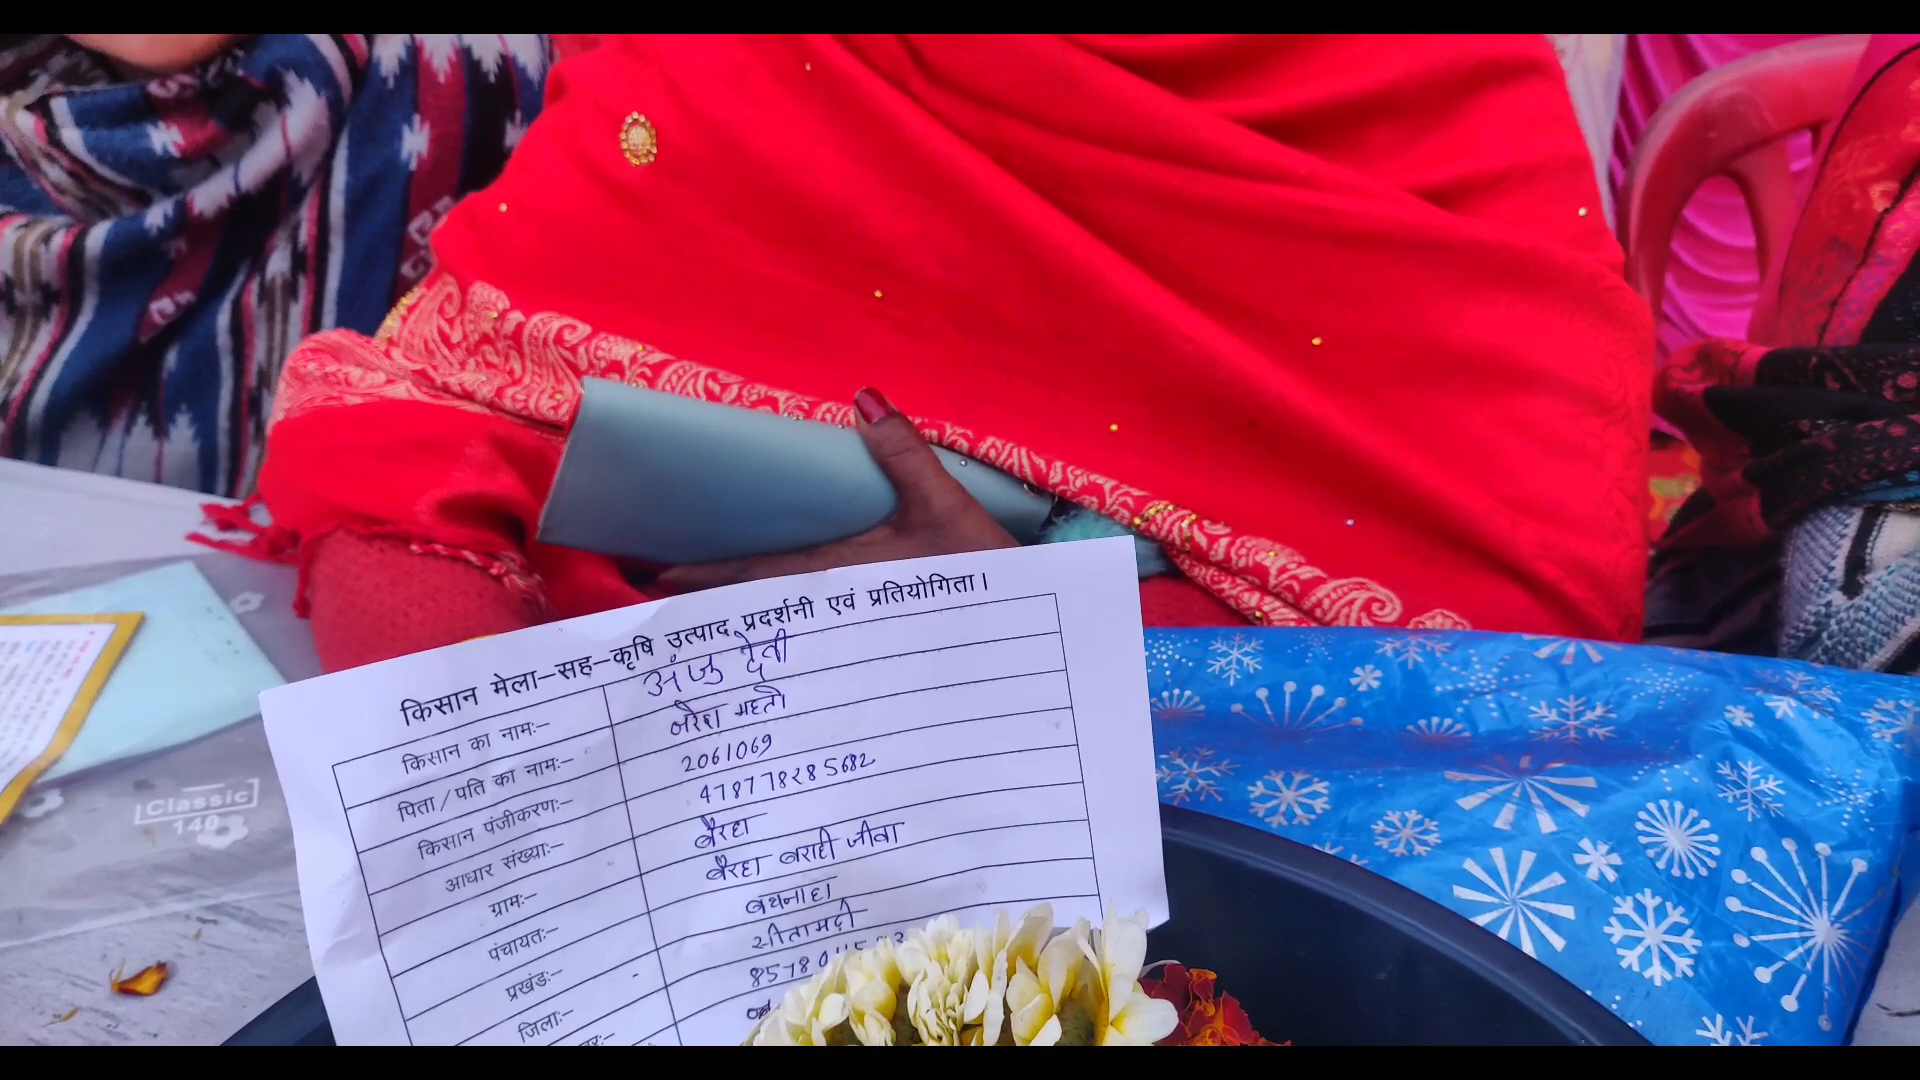 किसान मेला–सह–कृषि उत्पाद प्रदर्शनी एवं प्रतियोगिता।
किसान का नामः– अंजु देवी
पिता/पति का नामः– नरेश महतो
किसान पंजीकरणः– 2061069
आधार संख्याः– 478778285682
ग्रामः– बैरहा
पंचायतः– बैरहा बराही जीवा
प्रखंडः– बथनाहा
जिलाः– सीतामढ़ी
Classic
140